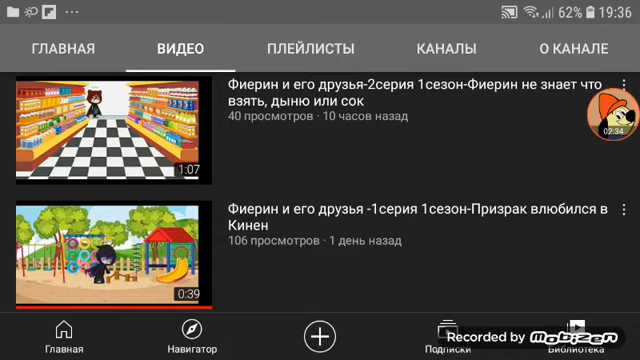 62% 19:36
ГЛАВНАЯ ВИДЕО ПЛЕЙЛИСТЫ КАНАЛЫ О КАНАЛЕ
Фиерин и его друзья-2серия 1сезон-Фиерин не знает что
взять, дыню или сок
40 просмотров · 10 часов назад
02:34
1:07
Фиерин и его друзья -1серия 1сезон-Призрак влюбился в
Кинен
106 просмотров · 1 день назад
0:39
Recorded by Mobizen
Главная Навигатор Подписки Библиотека